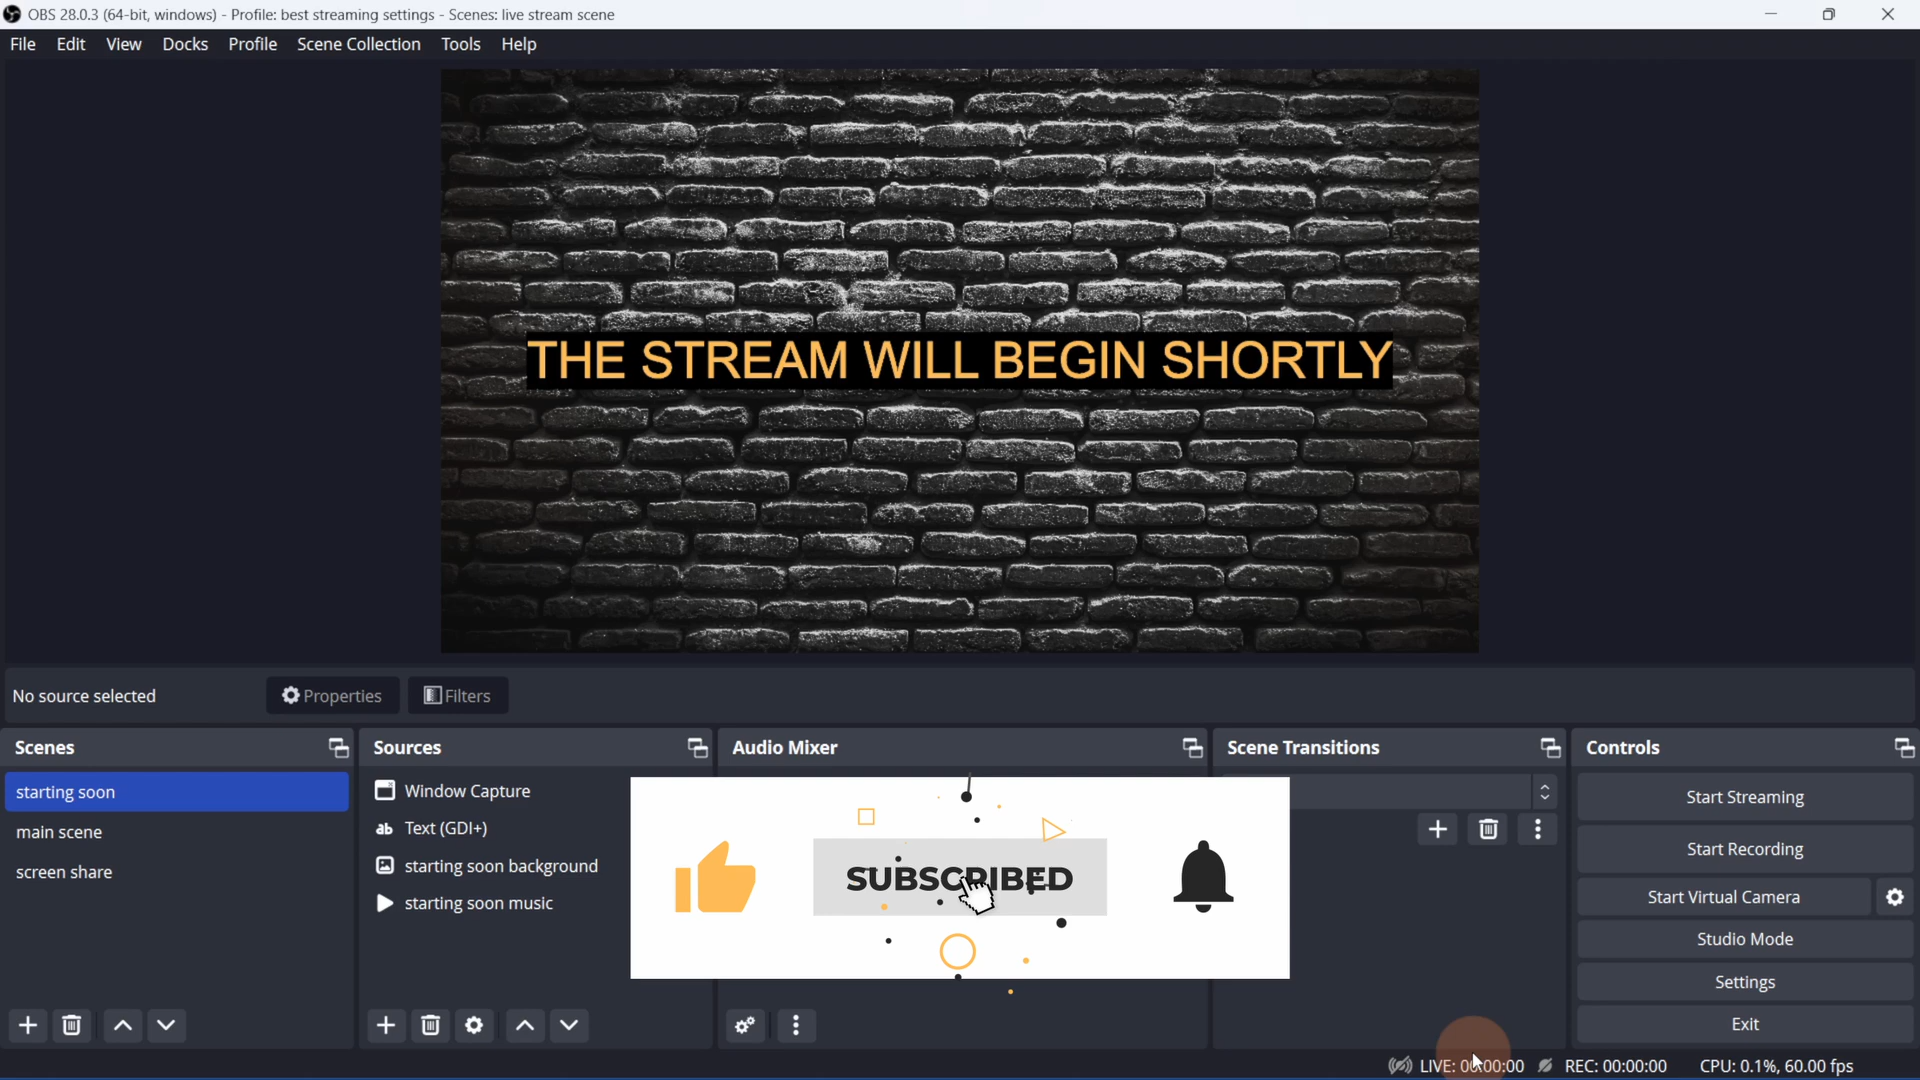 OBS 28.0.3 (64-bit, windows) - Profile: best streaming settings - Scenes: live stream scene
File Edit View Docks Profile Scene Collection Tools Help
THE STREAM WILL BEGIN SHORTLY
No source selected Properties Filters
Scenes
starting soon
main scene
screen share
Sources
Window Capture
ab Text (GDI+)
starting soon background
starting soon music
Audio Mixer
SUBSCRIBED
Scene Transitions
Controls
Start Streaming
Start Recording
Start Virtual Camera
Studio Mode
Settings
Exit
LIVE: 00:00:00 REC: 00:00:00 CPU: 0.1%, 60.00 fps